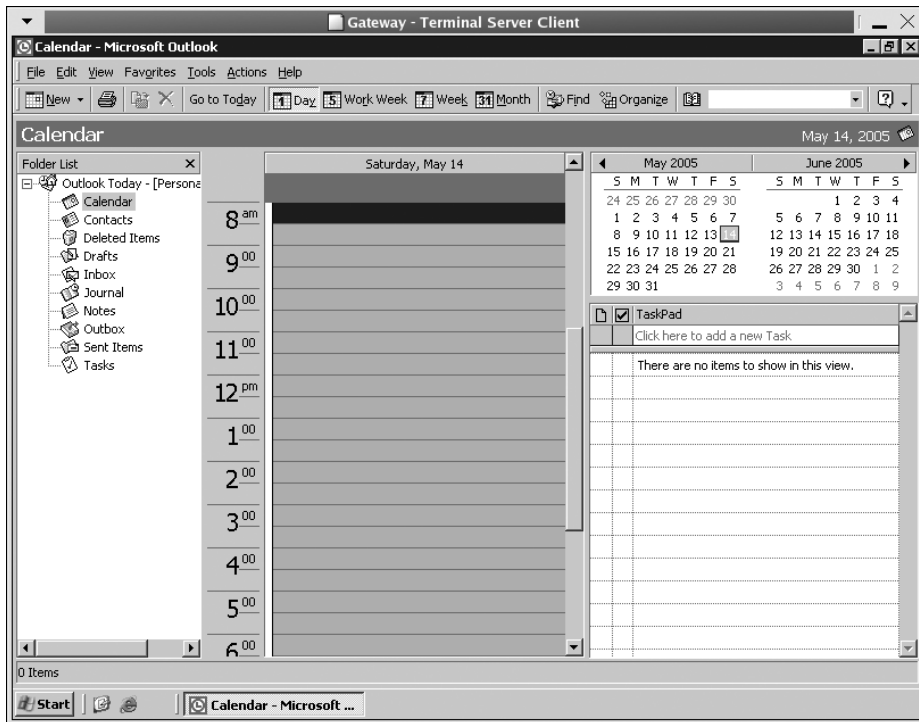 Gateway - Terminal Server Client
Calendar - Microsoft Outlook
File Edit View Favorites Tools Actions Help
New Go to Today 1 Day 5 Work Week 7 Week 31 Month Find Organize
Calendar May 14, 2005
Folder List
Outlook Today - [Persona
Calendar
Contacts
Deleted Items
Drafts
Inbox
Journal
Notes
Outbox
Sent Items
Tasks
Saturday, May 14
8 am
9 00
10 00
11 00
12 pm
1 00
2 00
3 00
4 00
5 00
6 00
May 2005
S M T W T F S
24 25 26 27 28 29 30
1 2 3 4 5 6 7
8 9 10 11 12 13 14
15 16 17 18 19 20 21
22 23 24 25 26 27 28
29 30 31
June 2005
S M T W T F S
1 2 3 4
5 6 7 8 9 10 11
12 13 14 15 16 17 18
19 20 21 22 23 24 25
26 27 28 29 30 1 2
3 4 5 6 7 8 9
TaskPad
Click here to add a new Task
There are no items to show in this view.
0 Items
Start Calendar - Microsoft ...